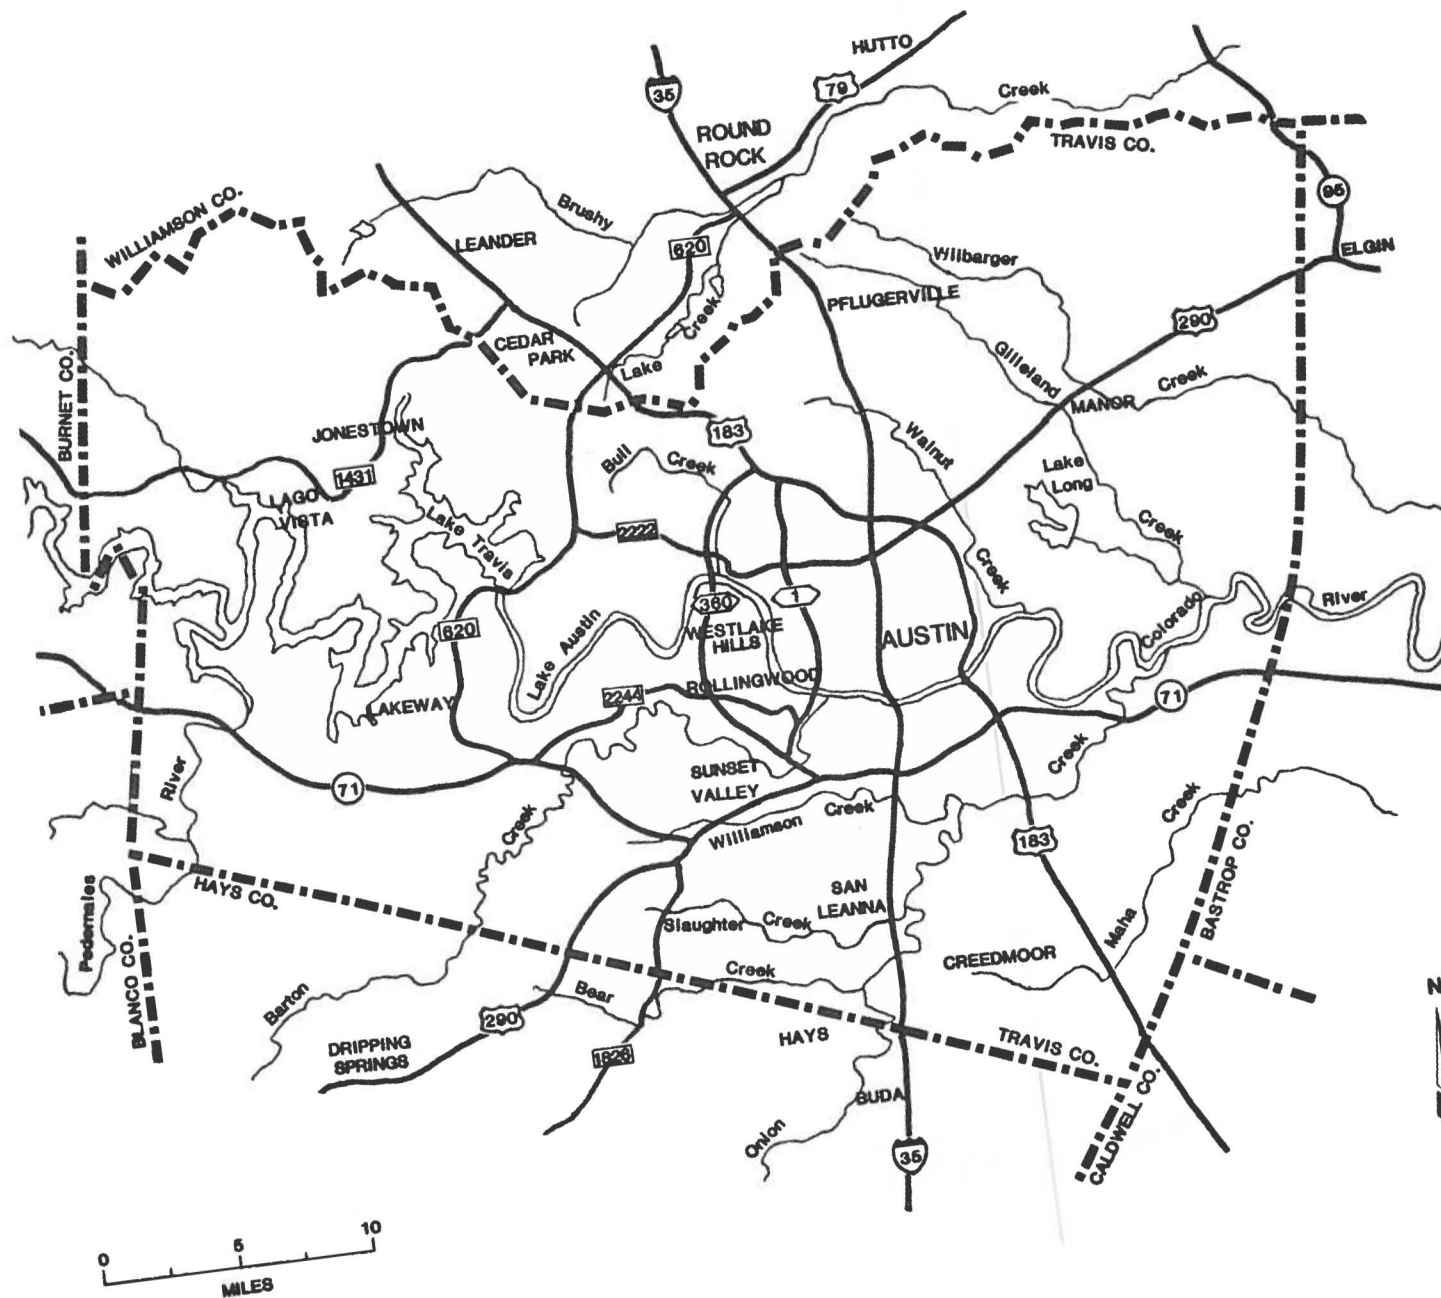 HUTTO
79
35
Creek
ROUND
ROCK
TRAVIS CO.
95
WILLIAMSON CO.
Brushy
LEANDER
620
Wilbarger
ELGIN
PFLUGERVILLE
Creek
290
CEDAR
PARK
Lake
Gilleland
Creek
MANOR
BURNET CO.
JONESTOWN
183
Walnut
Bull
Creek
Lake
Long
1431
LAGO
VISTA
Lake Travis
2222
Creek
Creek
360
1
River
Colorado
620
Lake Austin
WESTLAKE
HILLS
AUSTIN
ROLLINGWOOD
2244
LAKEWAY
71
River
71
SUNSET
VALLEY
Creek
Creek
Creek
Williamson
Creek
183
HAYS CO.
SAN
LEANNA
BASTROP CO.
Pedernales
Slaughter
Creek
Maha
CREEDMOOR
BLANCO CO.
Creek
Barton
Bear
N
290
DRIPPING
SPRINGS
1826
HAYS
TRAVIS CO.
BUDA
CALDWELL CO.
Onion
35
0
5
10
MILES